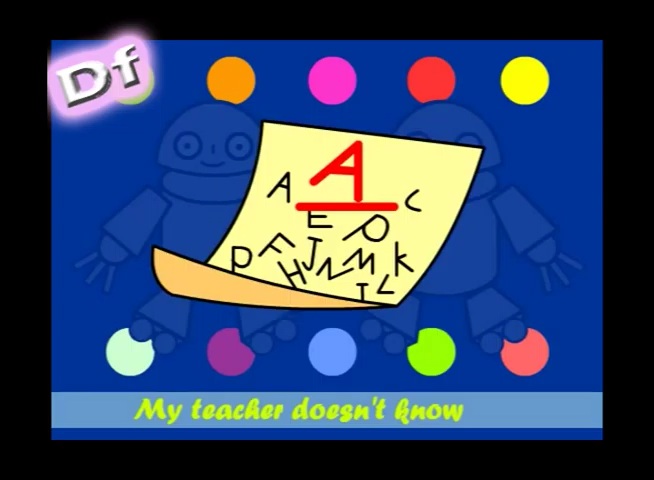 Df
A
A C
E P
P F J N M K
H I L
My teacher doesn't know